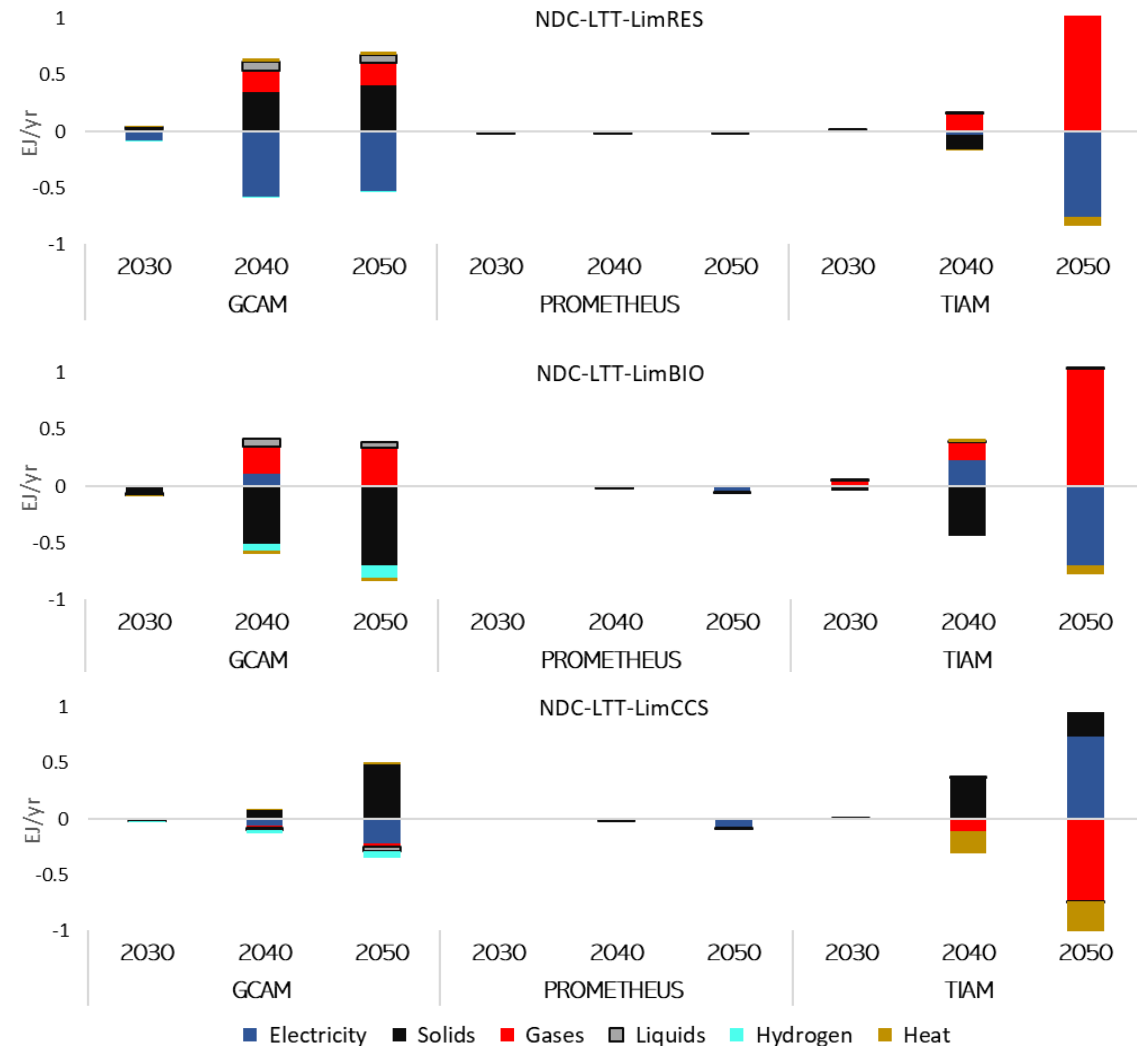 NDC-LTT-LimRES
1
0.5
0
-0.5
-1
EJ/yr
2030 2040 2050 2030 2040 2050 2030 2040 2050
GCAM PROMETHEUS TIAM
NDC-LTT-LimBIO
1
0.5
0
-0.5
-1
EJ/yr
2030 2040 2050 2030 2040 2050 2030 2040 2050
GCAM PROMETHEUS TIAM
NDC-LTT-LimCCS
1
0.5
0
-0.5
-1
EJ/yr
2030 2040 2050 2030 2040 2050 2030 2040 2050
GCAM PROMETHEUS TIAM
Electricity Solids Gases Liquids Hydrogen Heat